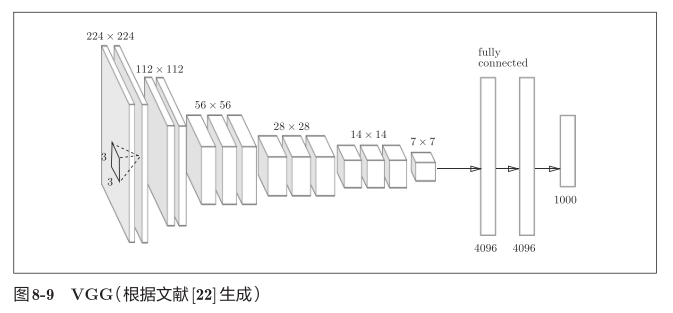 224 × 224
112 × 112
56 × 56
28 × 28
14 × 14
7 × 7
fully
connected
3
3
4096
4096
1000
图8-9 VGG（根据文献[22]生成）